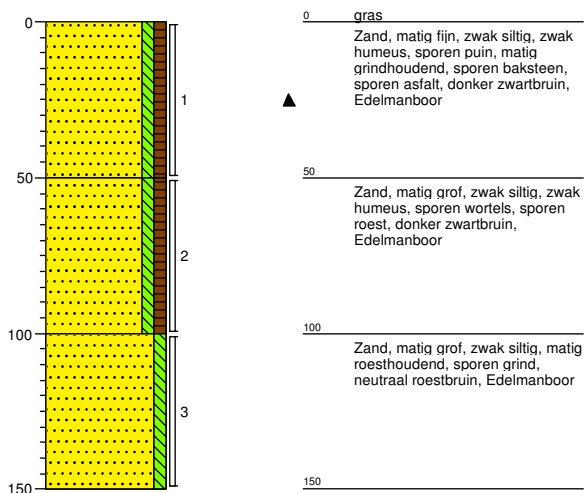 0
50
100
150
1
2
3
0
gras
Zand, matig fijn, zwak siltig, zwak
humeus, sporen puin, matig
grindhoudend, sporen baksteen,
sporen asfalt, donker zwartbruin,
Edelmanboor
50
Zand, matig grof, zwak siltig, zwak
humeus, sporen wortels, sporen
roest, donker zwartbruin,
Edelmanboor
100
Zand, matig grof, zwak siltig, matig
roesthoudend, sporen grind,
neutraal roestbruin, Edelmanboor
150